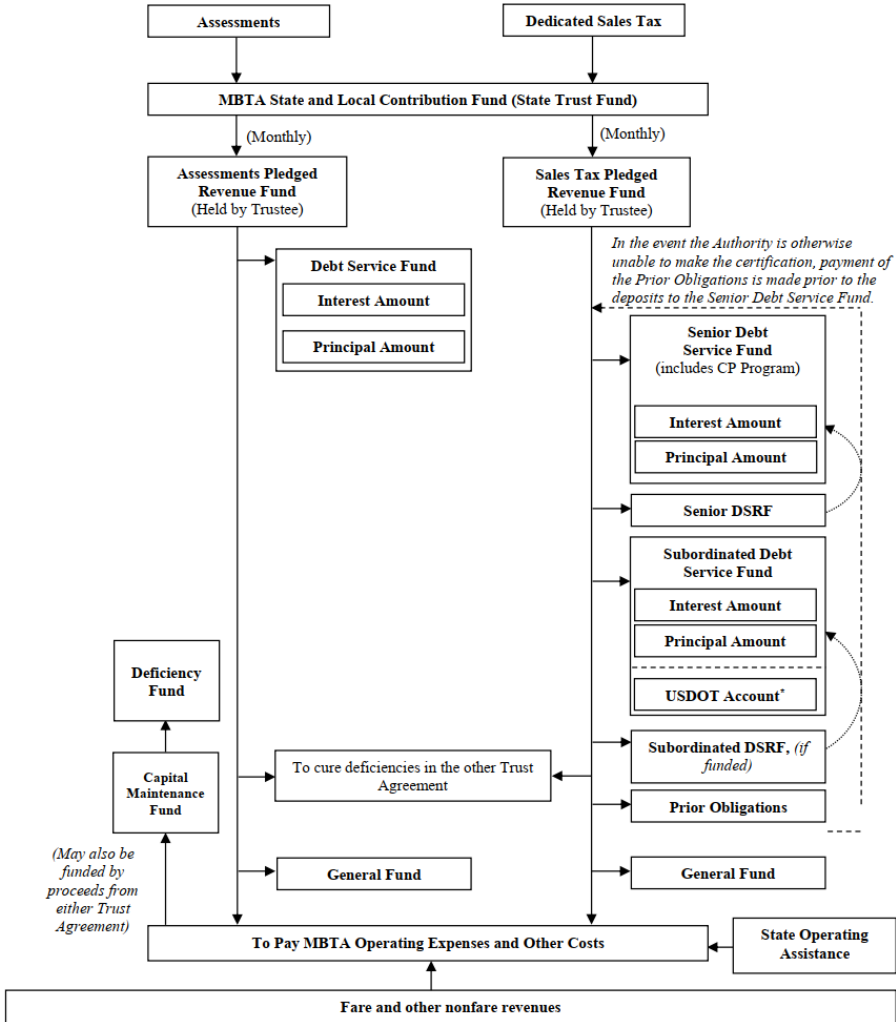 Assessments
Dedicated Sales Tax
MBTA State and Local Contribution Fund (State Trust Fund)
(Monthly)
(Monthly)
Assessments Pledged
Revenue Fund
(Held by Trustee)
Sales Tax Pledged
Revenue Fund
(Held by Trustee)
In the event the Authority is otherwise
unable to make the certification, payment of
the Prior Obligations is made prior to the
deposits to the Senior Debt Service Fund.
Debt Service Fund
Interest Amount
Principal Amount
Senior Debt
Service Fund
(includes CP Program)
Interest Amount
Principal Amount
Senior DSRF
Subordinated Debt
Service Fund
Interest Amount
Principal Amount
USDOT Account*
Deficiency
Fund
Capital
Maintenance
Fund
(May also be
funded by
proceeds from
either Trust
Agreement)
To cure deficiencies in the other Trust
Agreement
Subordinated DSRF, (if
funded)
Prior Obligations
General Fund
General Fund
To Pay MBTA Operating Expenses and Other Costs
State Operating
Assistance
Fare and other nonfare revenues